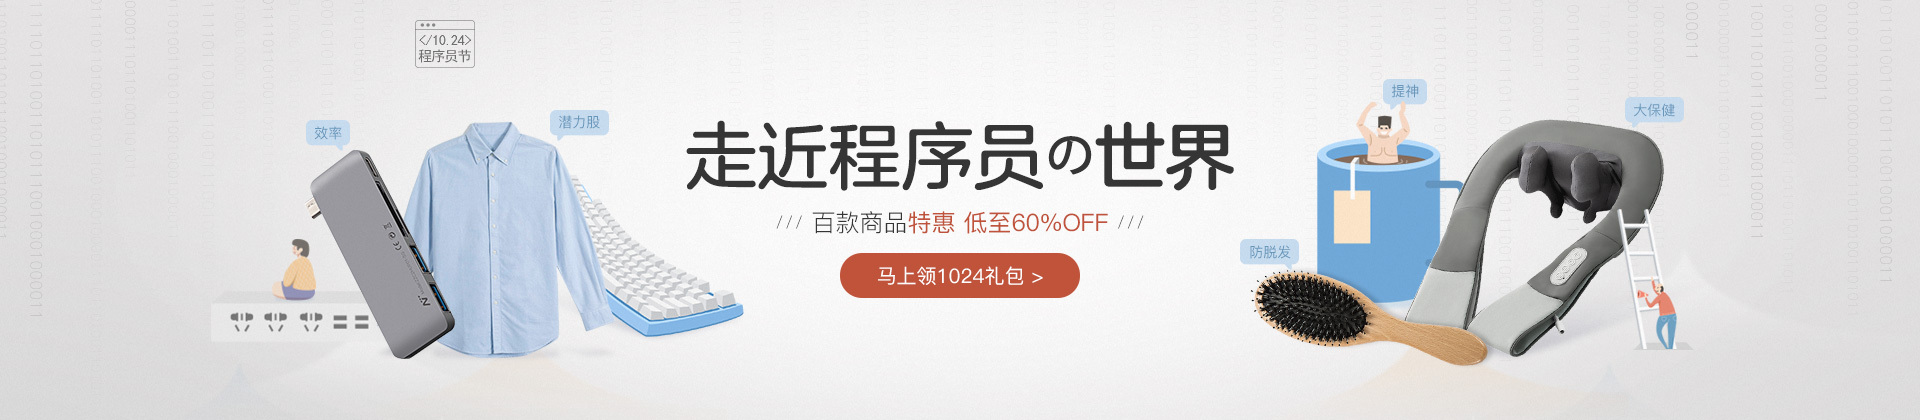 </10.24>
程序员节
效率
潜力股
走近程序员の世界
/// 百款商品特惠 低至60%OFF ///
马上领1024礼包 >
提神
大保健
防脱发